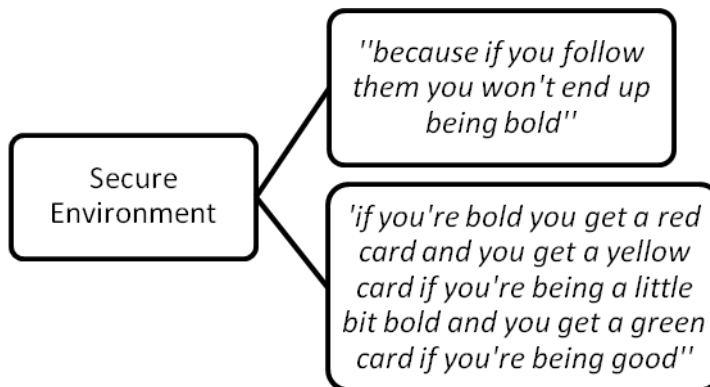 Secure
Environment
''because if you follow
them you won't end up
being bold''
'if you're bold you get a red
card and you get a yellow
card if you're being a little
bit bold and you get a green
card if you're being good''